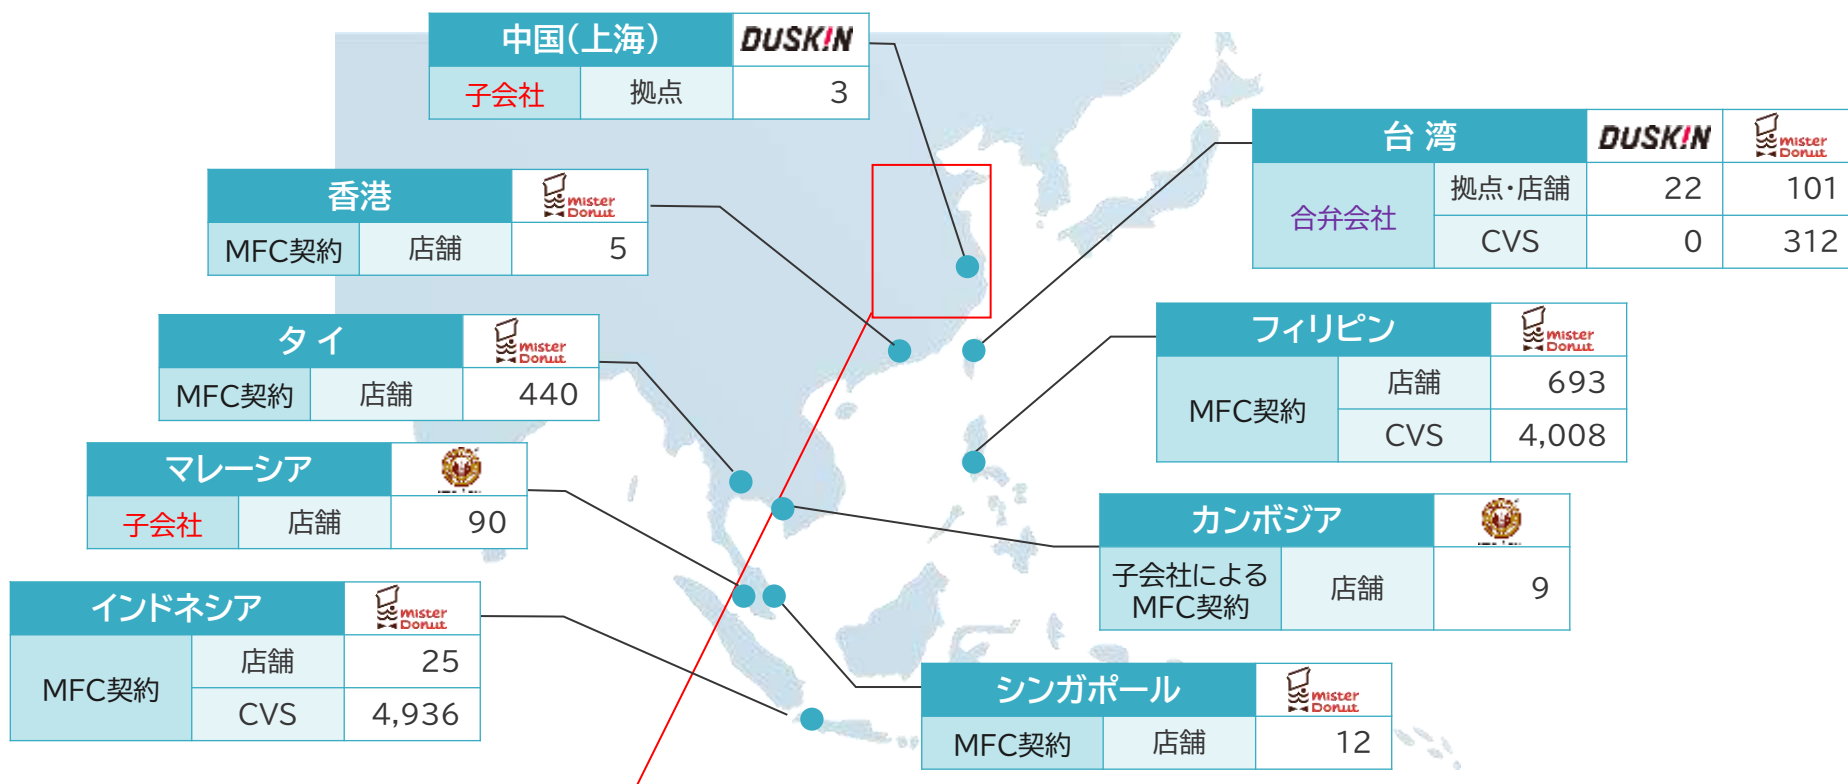 中国(上海) DUSK!N
子会社 拠点 3
香港 mister Donut
MFC契約 店舗 5
タイ mister Donut
MFC契約 店舗 440
マレーシア
子会社 店舗 90
インドネシア mister Donut
MFC契約 店舗 25
CVS 4,936
台 湾 DUSK!N mister Donut
合弁会社 拠点・店舗 22 101
CVS 0 312
フィリピン mister Donut
MFC契約 店舗 693
CVS 4,008
カンボジア
子会社による
MFC契約 店舗 9
シンガポール mister Donut
MFC契約 店舗 12